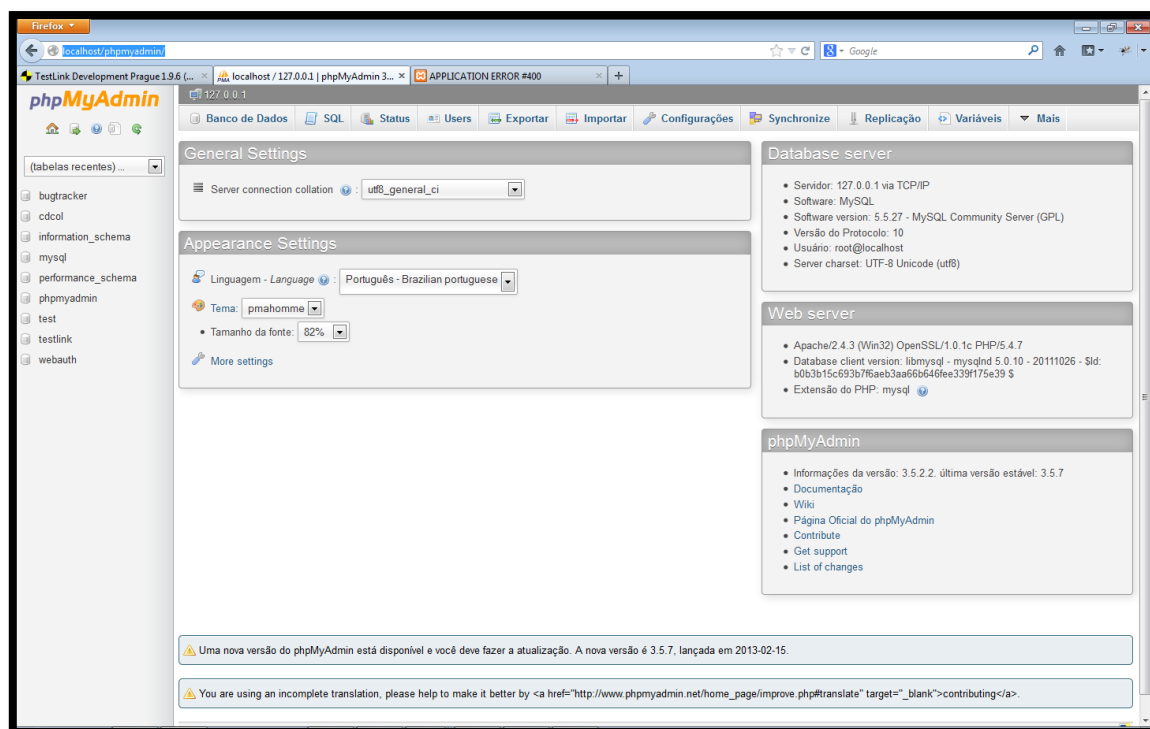 Firefox
localhost/phpmyadmin/
Google
TestLink Development Prague 1.9.6 (...
localhost / 127.0.0.1 | phpMyAdmin 3...
APPLICATION ERROR #400
phpMyAdmin
127.0.0.1
Banco de Dados
SQL
Status
Users
Exportar
Importar
Configurações
Synchronize
Replicação
Variáveis
Mais
(tabelas recentes) ...
bugtracker
cdcol
information_schema
mysql
performance_schema
phpmyadmin
test
testlink
webauth
General Settings
Server connection collation : utf8_general_ci
Appearance Settings
Linguagem - Language : Português - Brazilian portuguese
Tema: pmahomme
Tamanho da fonte: 82%
More settings
Database server
Servidor: 127.0.0.1 via TCP/IP
Software: MySQL
Software version: 5.5.27 - MySQL Community Server (GPL)
Versão do Protocolo: 10
Usuário: root@localhost
Server charset: UTF-8 Unicode (utf8)
Web server
Apache/2.4.3 (Win32) OpenSSL/1.0.1c PHP/5.4.7
Database client version: libmysql - mysqlnd 5.0.10 - 20111026 - $Id:
b0b3b15c693b7f6aeb3aa66b646fee339f175e39 $
Extensão do PHP: mysql
phpMyAdmin
Informações da versão: 3.5.2.2. última versão estável: 3.5.7
Documentação
Wiki
Página Oficial do phpMyAdmin
Contribute
Get support
List of changes
Uma nova versão do phpMyAdmin está disponível e você deve fazer a atualização. A nova versão é 3.5.7, lançada em 2013-02-15.
You are using an incomplete translation, please help to make it better by <a href="http://www.phpmyadmin.net/home_page/improve.php#translate" target="_blank">contributing</a>.